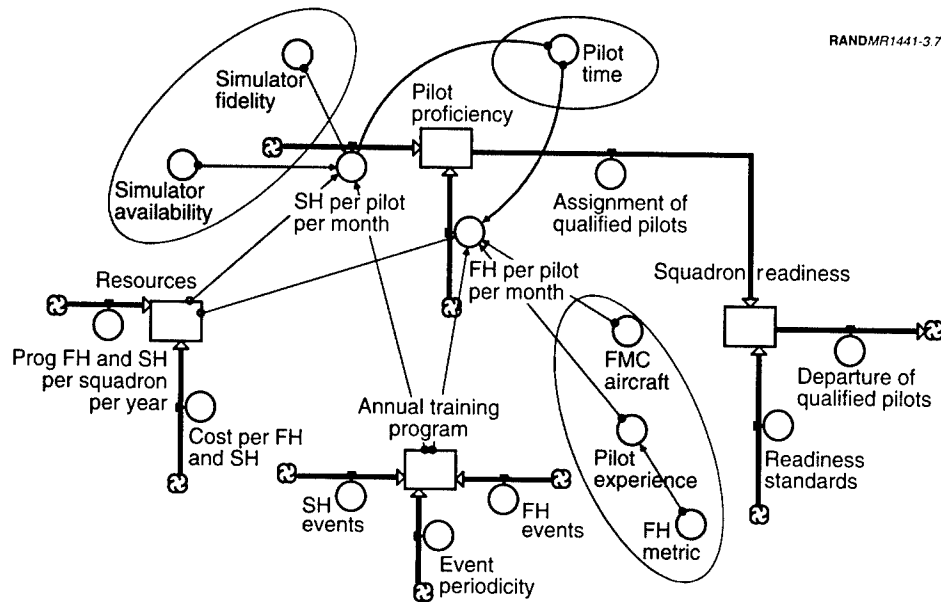 RANDMR1441-3.7
Simulator
fidelity
Pilot
time
Pilot
proficiency
Simulator
availability
SH per pilot
per month
Assignment of
qualified pilots
FH per pilot
per month
Squadron readiness
Resources
Prog FH and SH
per squadron
per year
FMC
aircraft
Departure of
qualified pilots
Annual training
program
Cost per FH
and SH
Pilot
experience
Readiness
standards
SH
events
FH
events
FH
metric
Event
periodicity